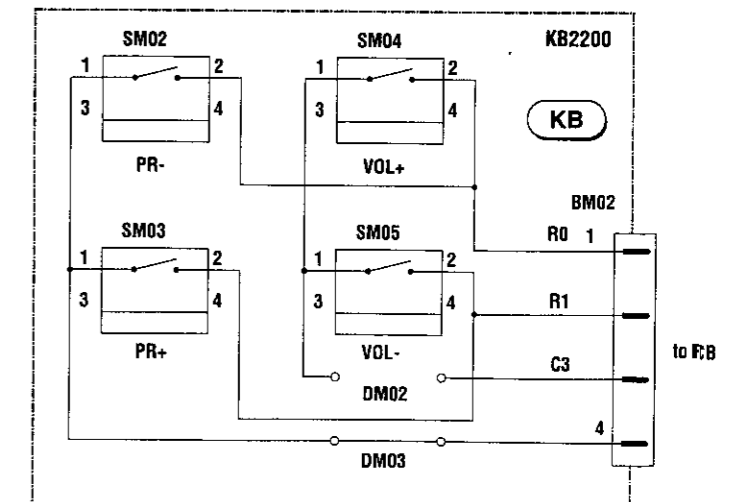 SM02 SM04 KB2200
1 2 1 2
3 4 3 4
KB
PR- VOL+
BM02
SM03 SM05 R0 1
1 2 1 2
3 4 3 4 R1
PR+ VOL- to RB
C3
DM02
4
DM03